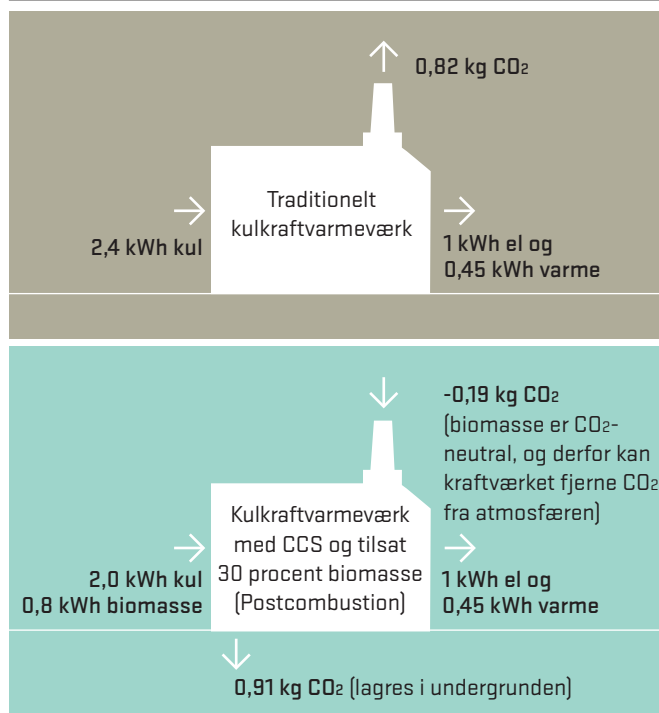 0,82 kg CO₂
Traditionelt
kulkraftvarmeværk
2,4 kWh kul
1 kWh el og
0,45 kWh varme
-0,19 kg CO₂
(biomasse er CO₂-
neutral, og derfor kan
kraftværket fjerne CO₂
fra atmosfæren)
Kulkraftvarmeværk
med CCS og tilsat
30 procent biomasse
(Postcombustion)
2,0 kWh kul
0,8 kWh biomasse
1 kWh el og
0,45 kWh varme
0,91 kg CO₂ (lagres i undergrunden)